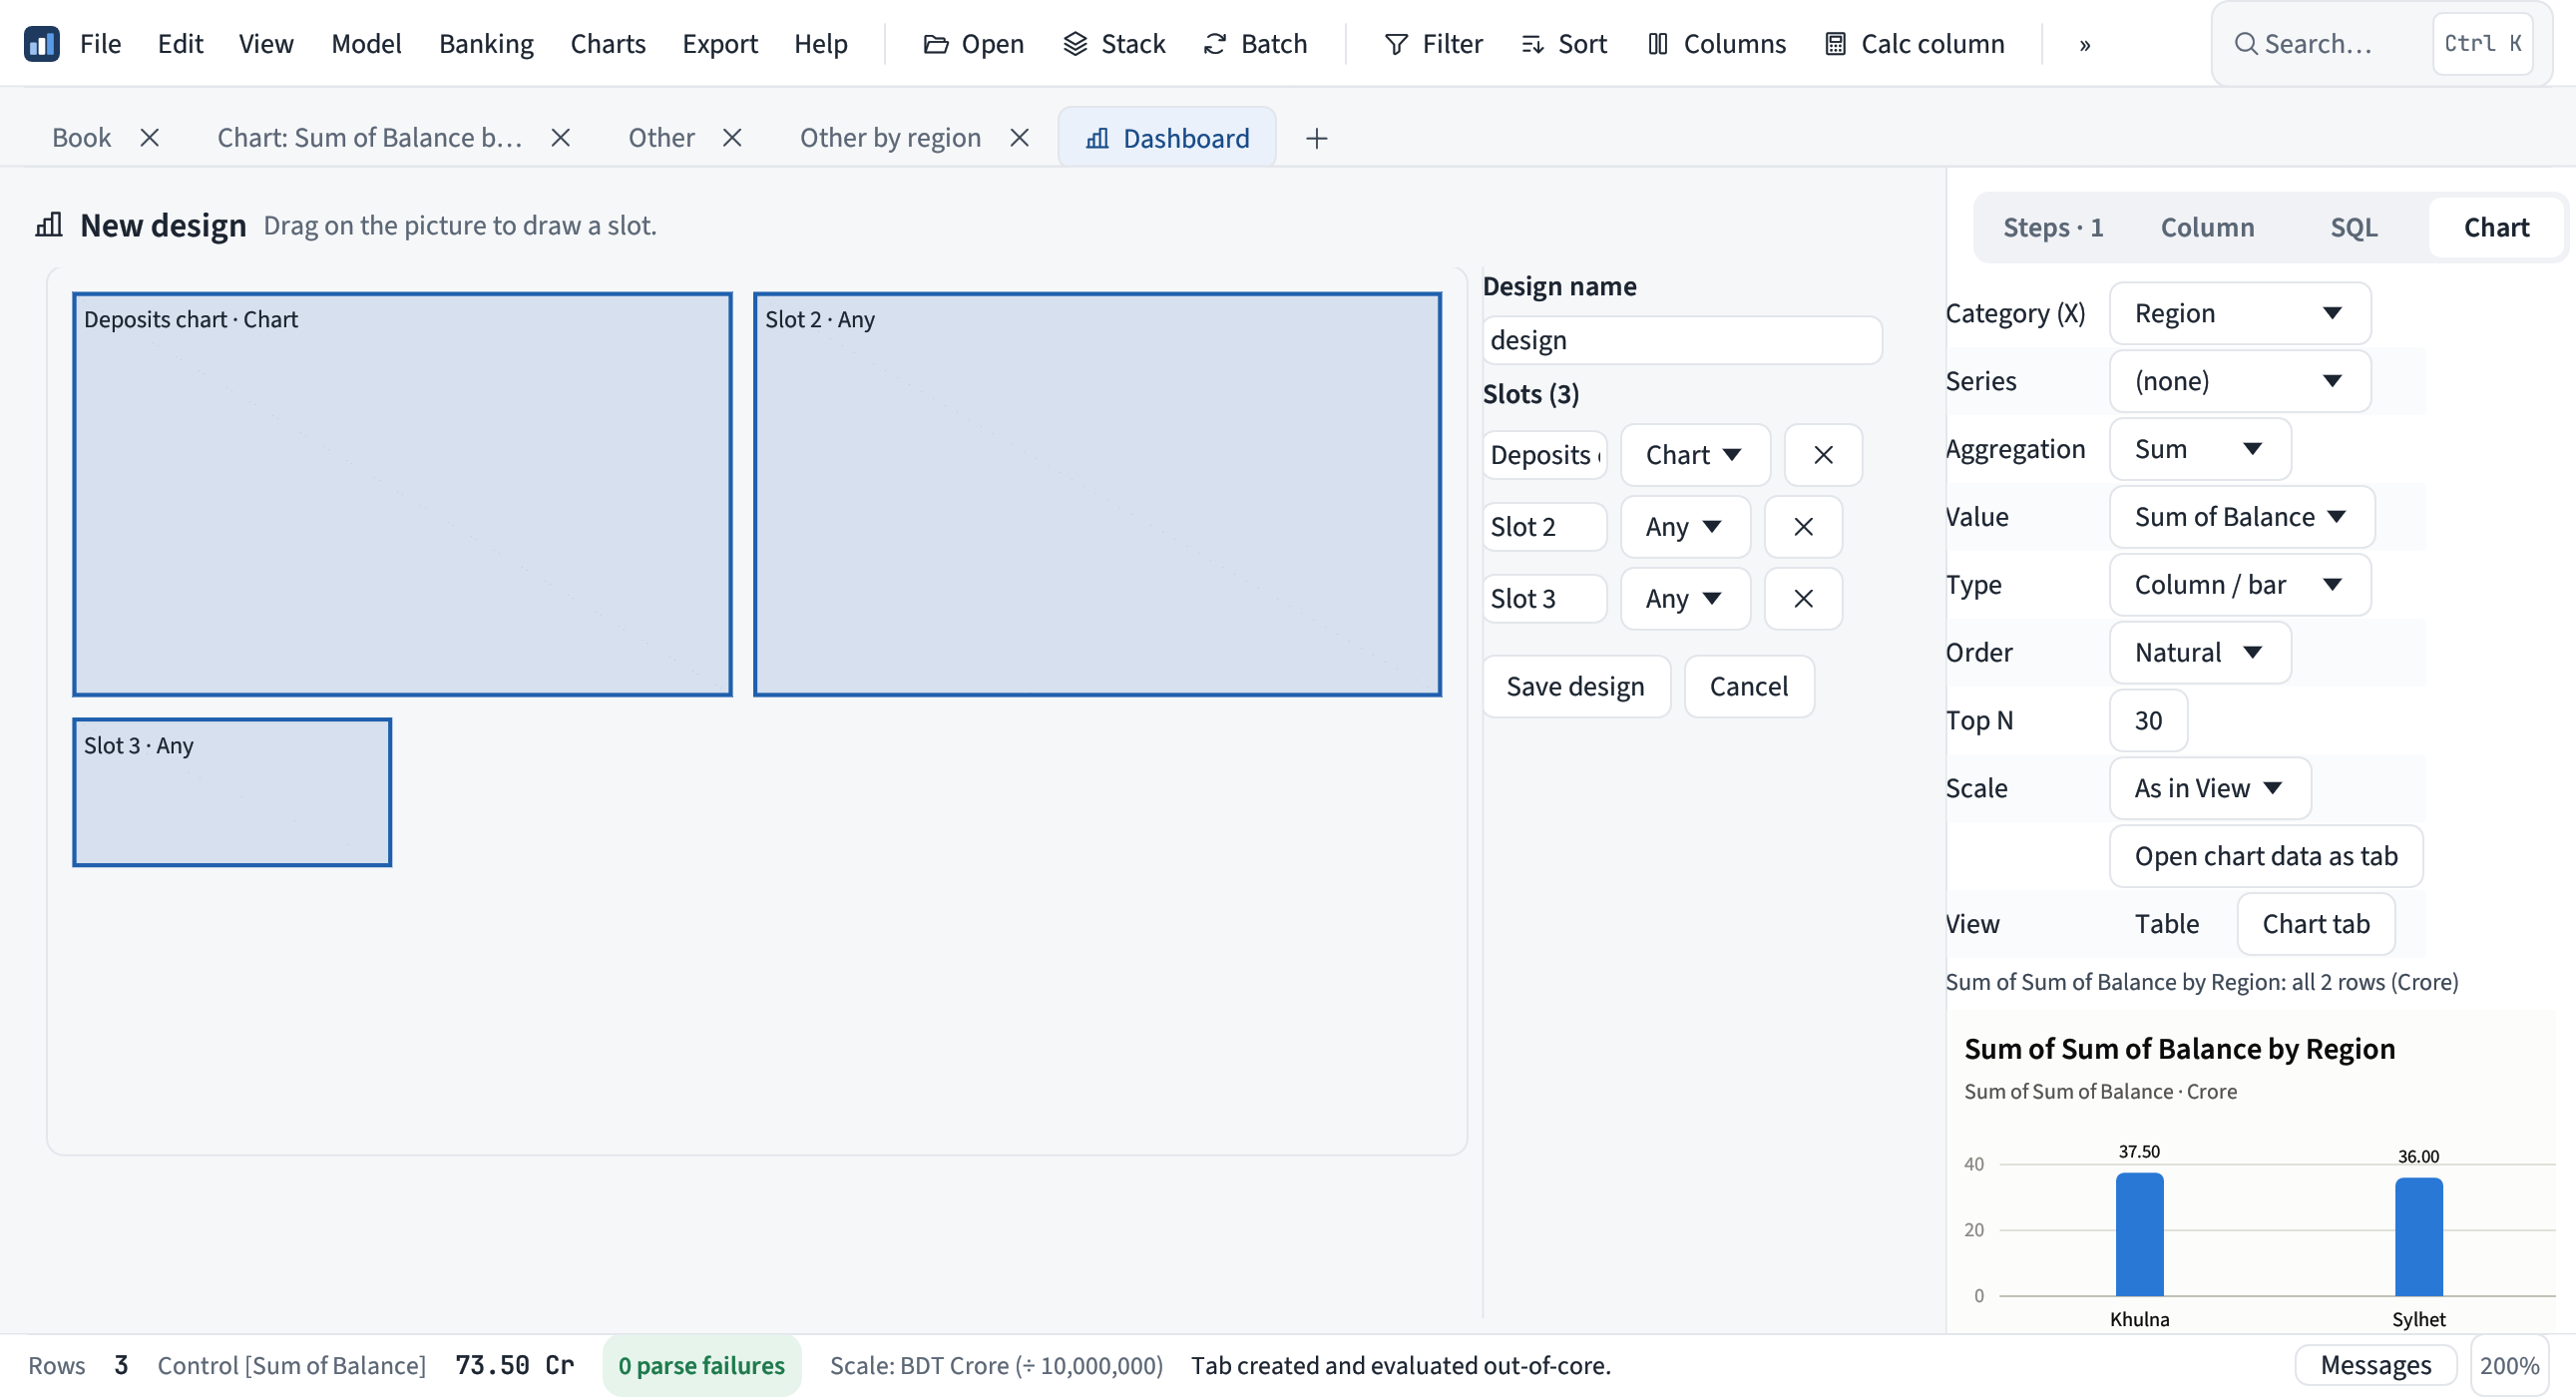 File Edit View Model Banking Charts Export Help Open Stack Batch Filter Sort Columns Calc column » Search... Ctrl K
Book Chart: Sum of Balance b... Other Other by region Dashboard
New design Drag on the picture to draw a slot.
Deposits chart · Chart
Slot 2 · Any
Slot 3 · Any
Design name
design
Slots (3)
Deposits Chart
Slot 2 Any
Slot 3 Any
Save design Cancel
Steps · 1 Column SQL Chart
Category (X) Region
Series (none)
Aggregation Sum
Value Sum of Balance
Type Column / bar
Order Natural
Top N 30
Scale As in View
Open chart data as tab
View Table Chart tab
Sum of Sum of Balance by Region: all 2 rows (Crore)
Sum of Sum of Balance by Region
Sum of Sum of Balance · Crore
37.50 36.00
40
20
0
Khulna Sylhet
Rows 3 Control [Sum of Balance] 73.50 Cr 0 parse failures Scale: BDT Crore (÷ 10,000,000) Tab created and evaluated out-of-core. Messages 200%